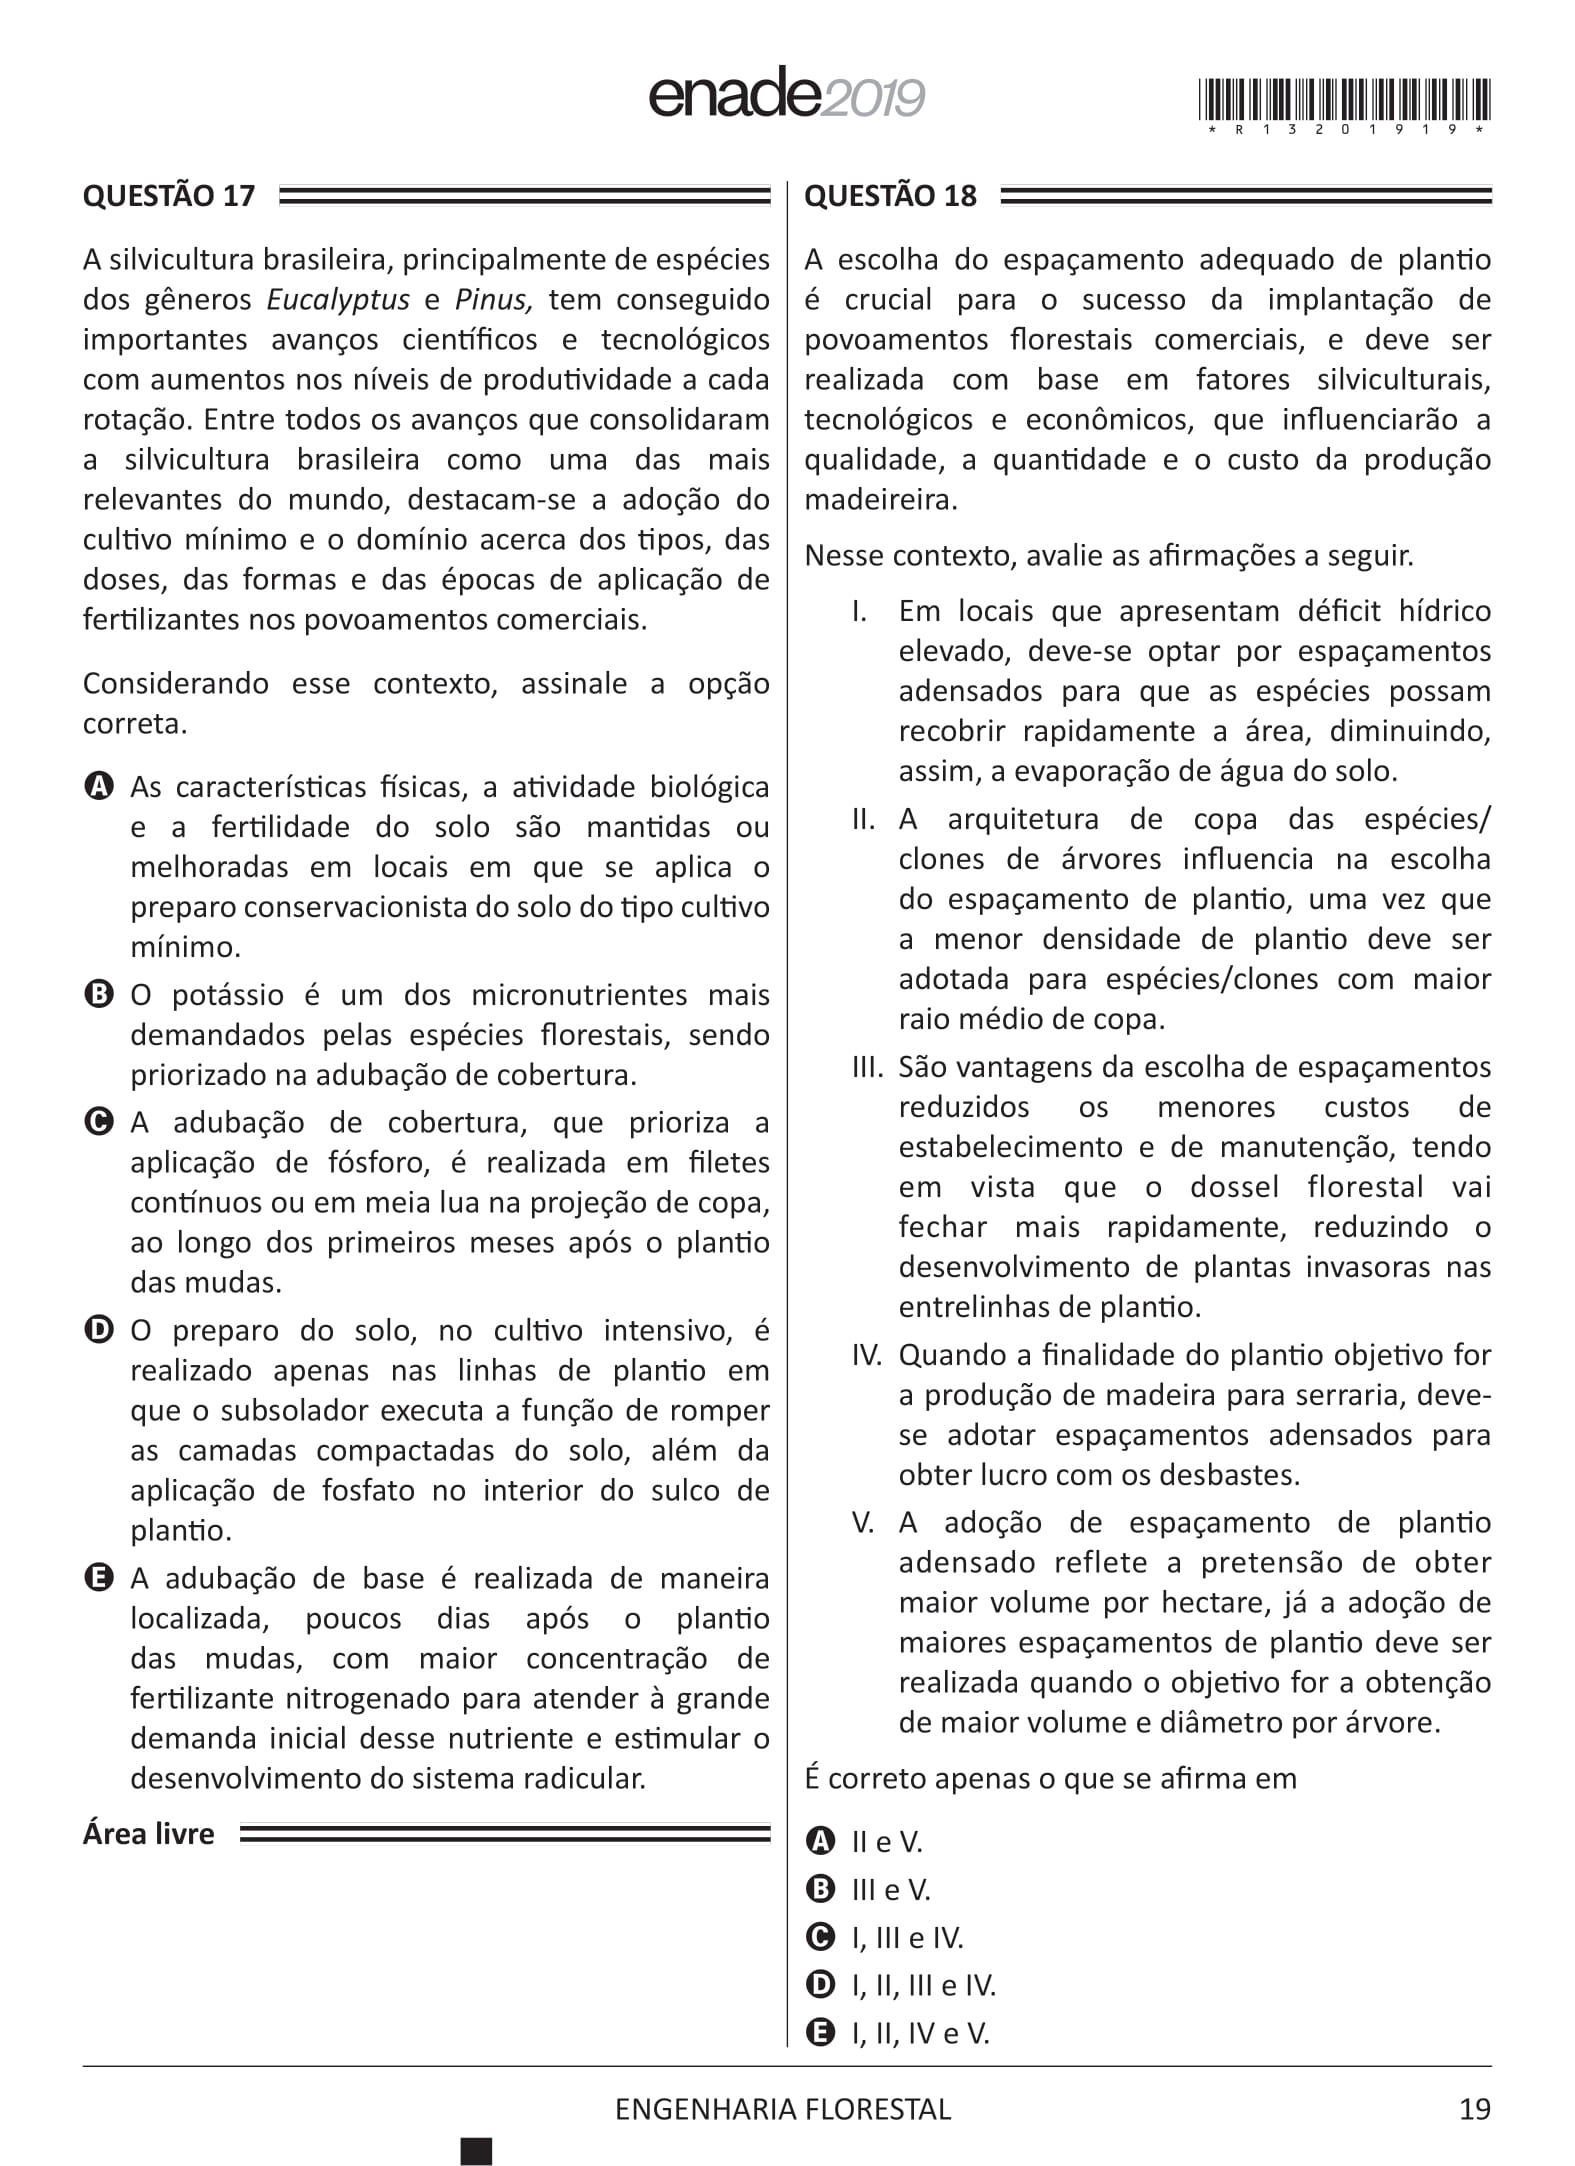 enade2019
*R13201919*
QUESTÃO 17
A silvicultura brasileira, principalmente de espécies
dos gêneros Eucalyptus e Pinus, tem conseguido
importantes avanços científicos e tecnológicos
com aumentos nos níveis de produtividade a cada
rotação. Entre todos os avanços que consolidaram
a silvicultura brasileira como uma das mais
relevantes do mundo, destacam-se a adoção do
cultivo mínimo e o domínio acerca dos tipos, das
doses, das formas e das épocas de aplicação de
fertilizantes nos povoamentos comerciais.
Considerando esse contexto, assinale a opção
correta.
A As características físicas, a atividade biológica
e a fertilidade do solo são mantidas ou
melhoradas em locais em que se aplica o
preparo conservacionista do solo do tipo cultivo
mínimo.
B O potássio é um dos micronutrientes mais
demandados pelas espécies florestais, sendo
priorizado na adubação de cobertura.
C A adubação de cobertura, que prioriza a
aplicação de fósforo, é realizada em filetes
contínuos ou em meia lua na projeção de copa,
ao longo dos primeiros meses após o plantio
das mudas.
D O preparo do solo, no cultivo intensivo, é
realizado apenas nas linhas de plantio em
que o subsolador executa a função de romper
as camadas compactadas do solo, além da
aplicação de fosfato no interior do sulco de
plantio.
E A adubação de base é realizada de maneira
localizada, poucos dias após o plantio
das mudas, com maior concentração de
fertilizante nitrogenado para atender à grande
demanda inicial desse nutriente e estimular o
desenvolvimento do sistema radicular.
Área livre
QUESTÃO 18
A escolha do espaçamento adequado de plantio
é crucial para o sucesso da implantação de
povoamentos florestais comerciais, e deve ser
realizada com base em fatores silviculturais,
tecnológicos e econômicos, que influenciarão a
qualidade, a quantidade e o custo da produção
madeireira.
Nesse contexto, avalie as afirmações a seguir.
I. Em locais que apresentam déficit hídrico
elevado, deve-se optar por espaçamentos
adensados para que as espécies possam
recobrir rapidamente a área, diminuindo,
assim, a evaporação de água do solo.
II. A arquitetura de copa das espécies/
clones de árvores influencia na escolha
do espaçamento de plantio, uma vez que
a menor densidade de plantio deve ser
adotada para espécies/clones com maior
raio médio de copa.
III. São vantagens da escolha de espaçamentos
reduzidos os menores custos de
estabelecimento e de manutenção, tendo
em vista que o dossel florestal vai
fechar mais rapidamente, reduzindo o
desenvolvimento de plantas invasoras nas
entrelinhas de plantio.
IV. Quando a finalidade do plantio objetivo for
a produção de madeira para serraria, deve-
se adotar espaçamentos adensados para
obter lucro com os desbastes.
V. A adoção de espaçamento de plantio
adensado reflete a pretensão de obter
maior volume por hectare, já a adoção de
maiores espaçamentos de plantio deve ser
realizada quando o objetivo for a obtenção
de maior volume e diâmetro por árvore.
É correto apenas o que se afirma em
A II e V.
B III e V.
C I, III e IV.
D I, II, III e IV.
E I, II, IV e V.
ENGENHARIA FLORESTAL
19